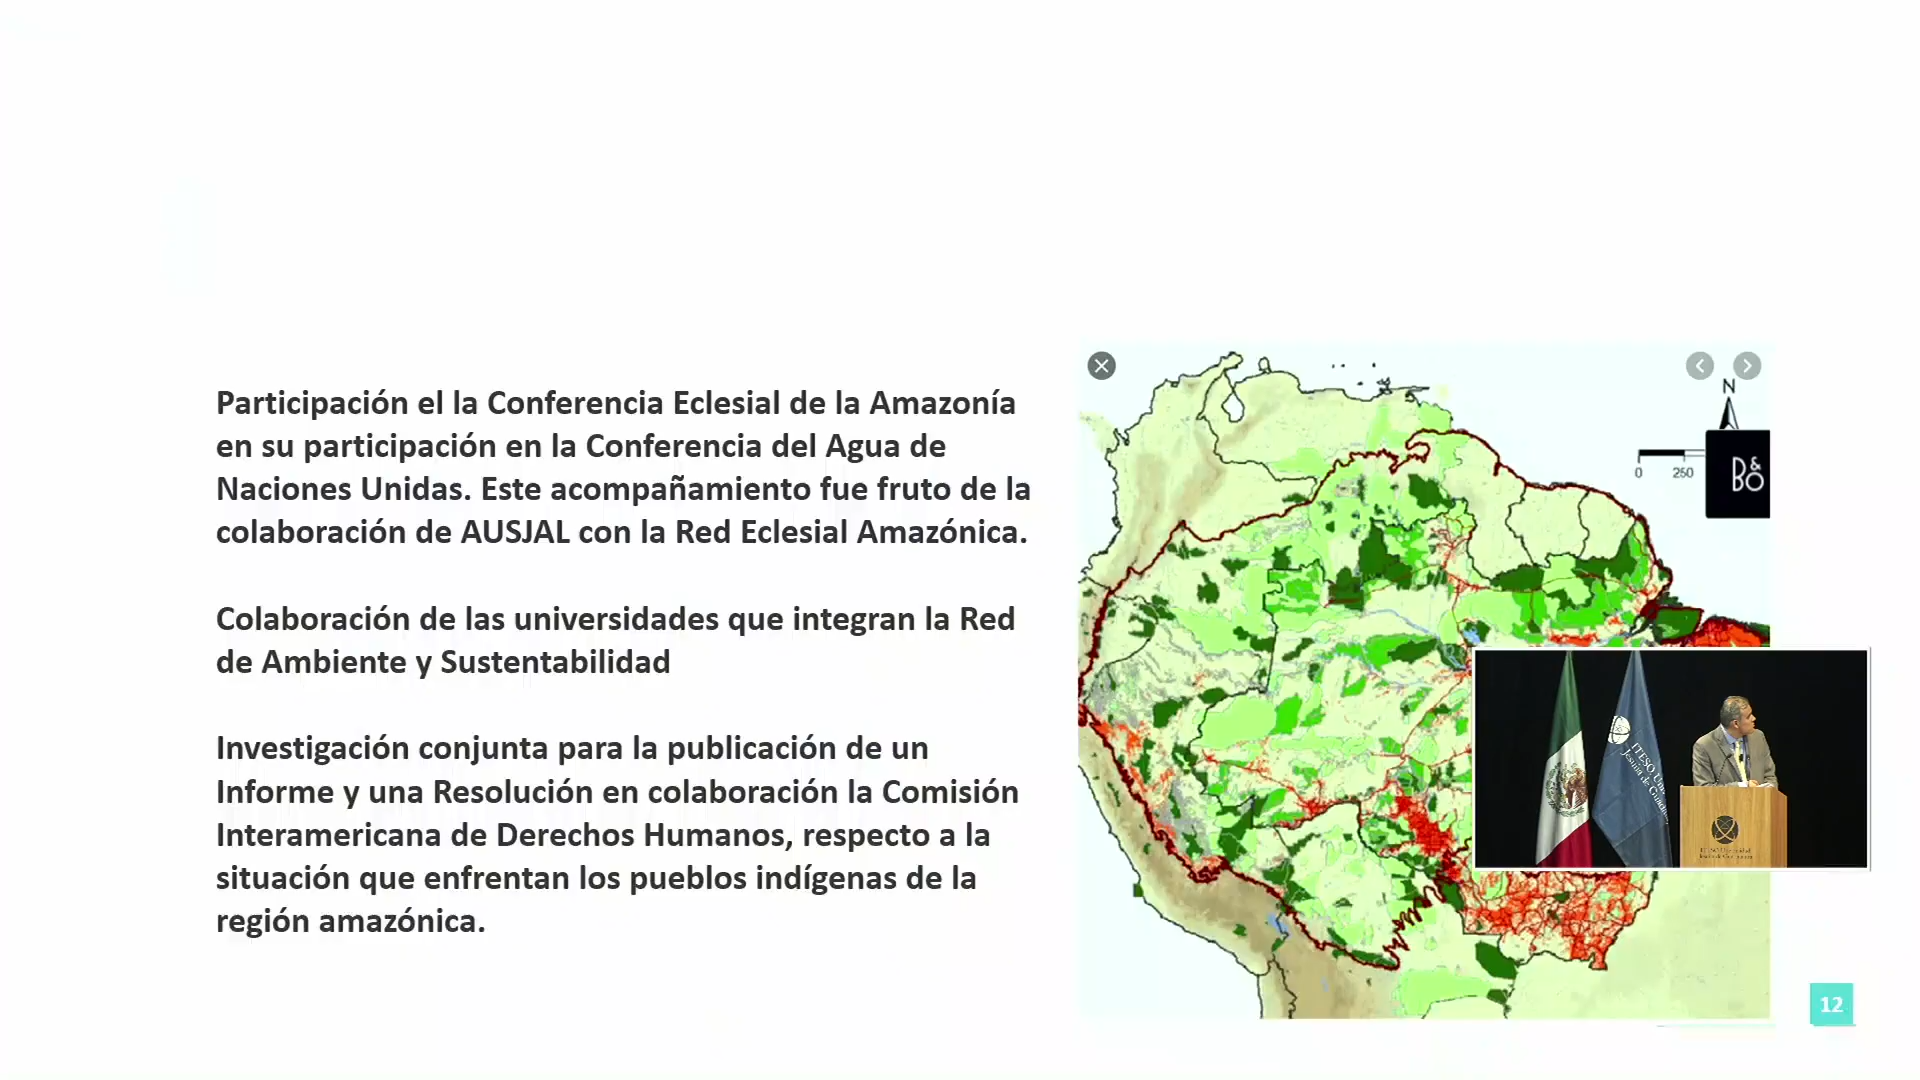 Participación el la Conferencia Eclesial de la Amazonía
en su participación en la Conferencia del Agua de
Naciones Unidas. Este acompañamiento fue fruto de la
colaboración de AUSJAL con la Red Eclesial Amazónica.
Colaboración de las universidades que integran la Red
de Ambiente y Sustentabilidad
Investigación conjunta para la publicación de un
Informe y una Resolución en colaboración la Comisión
Interamericana de Derechos Humanos, respecto a la
situación que enfrentan los pueblos indígenas de la
región amazónica.
N
0 250
B&BO
ITESO
Jesuita de
12